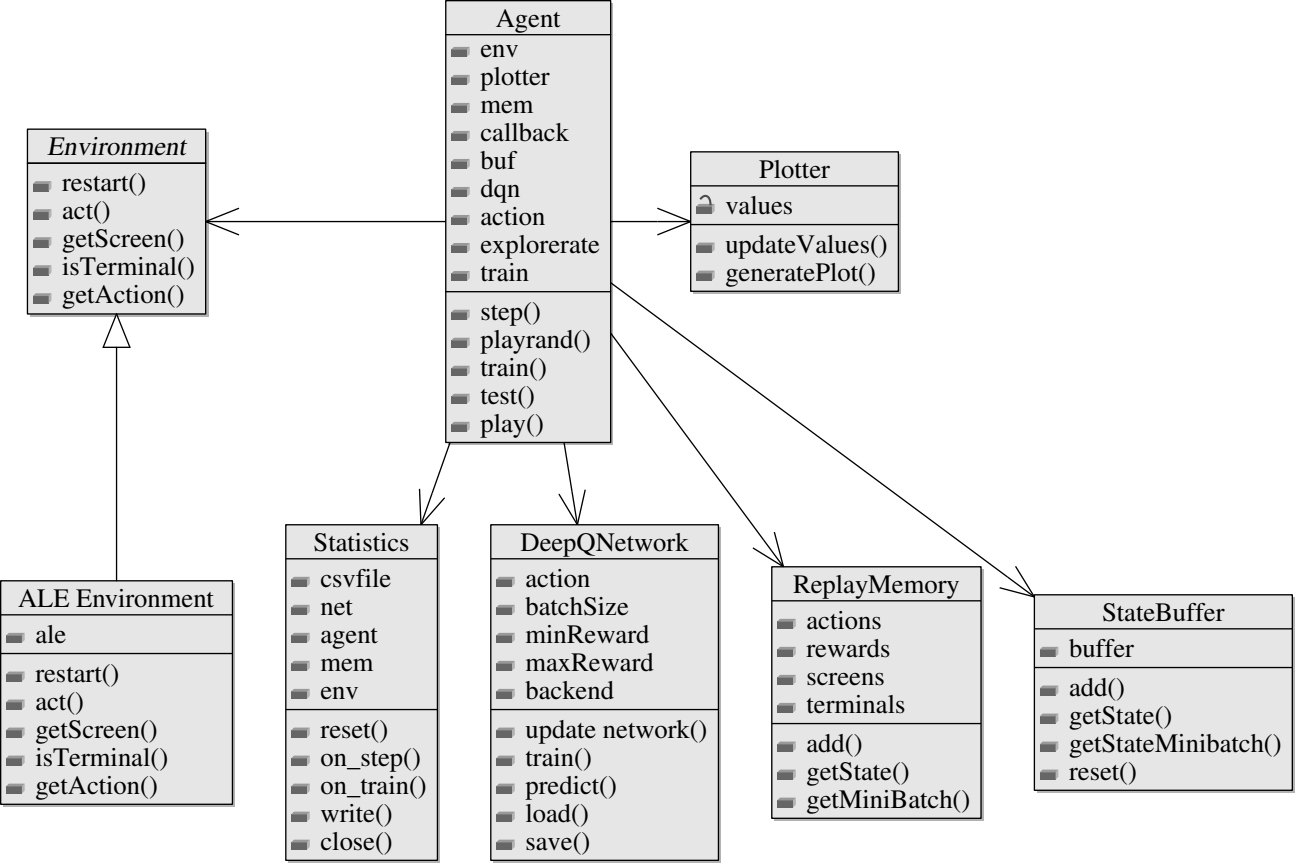 Agent
env
plotter
mem
callback
buf
dqn
action
explorerate
train
step()
playrand()
train()
test()
play()
Environment
restart()
act()
getScreen()
isTerminal()
getAction()
Plotter
values
updateValues()
generatePlot()
ALE Environment
ale
restart()
act()
getScreen()
isTerminal()
getAction()
Statistics
csvfile
net
agent
mem
env
reset()
on_step()
on_train()
write()
close()
DeepQNetwork
action
batchSize
minReward
maxReward
backend
update network()
train()
predict()
load()
save()
ReplayMemory
actions
rewards
screens
terminals
add()
getState()
getMiniBatch()
StateBuffer
buffer
add()
getState()
getStateMinibatch()
reset()